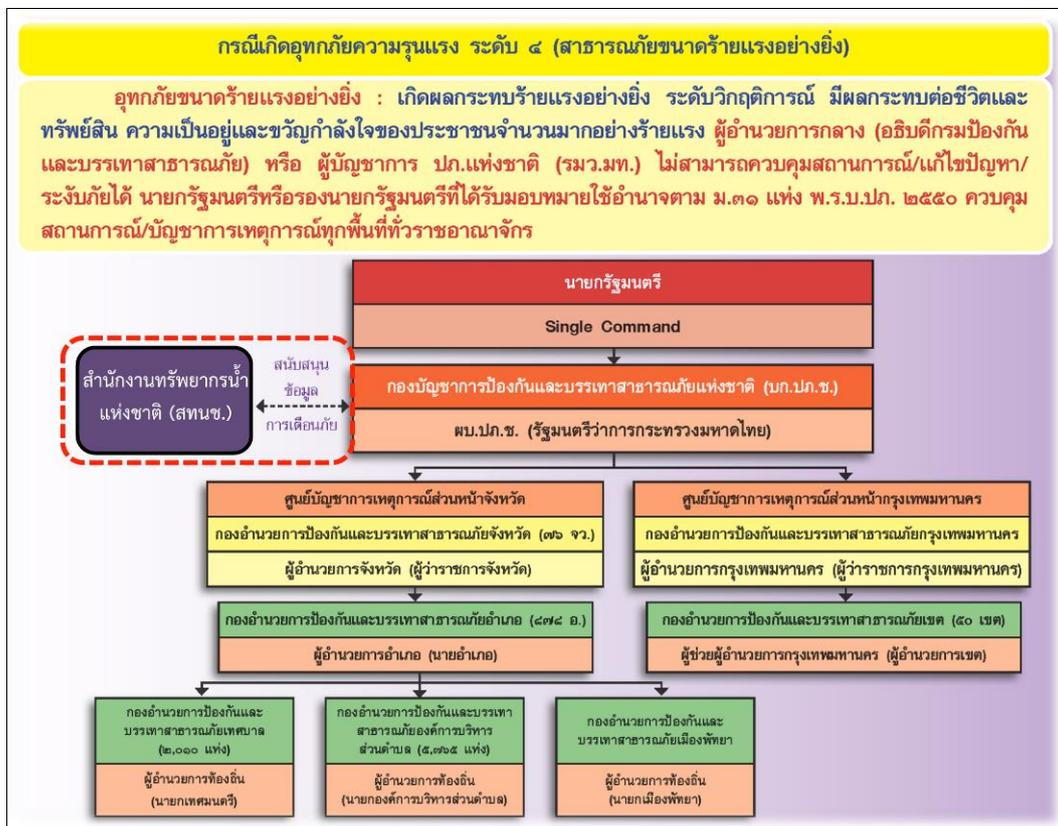 กรณีเกิดอุทกภัยความรุนแรง ระดับ ๔ (สาธารณภัยขนาดร้ายแรงอย่างยิ่ง)
อุทกภัยขนาดร้ายแรงอย่างยิ่ง : เกิดผลกระทบร้ายแรงอย่างยิ่ง ระดับวิกฤติการณ์ มีผลกระทบต่อชีวิตและ
ทรัพย์สิน ความเป็นอยู่และขวัญกำลังใจของประชาชนจำนวนมากอย่างร้ายแรง ผู้อำนวยการกลาง (อธิบดีกรมป้องกัน
และบรรเทาสาธารณภัย) หรือ ผู้บัญชาการ ปภ.แห่งชาติ (รมว.มท.) ไม่สามารถควบคุมสถานการณ์/แก้ไขปัญหา/
ระงับภัยได้ นายกรัฐมนตรีหรือรองนายกรัฐมนตรีที่ได้รับมอบหมายใช้อำนาจตาม ม.๓๑ แห่ง พ.ร.บ.ปภ. ๒๕๕๐ ควบคุม
สถานการณ์/บัญชาการเหตุการณ์ทุกพื้นที่ทั่วราชอาณาจักร
นายกรัฐมนตรี
Single Command
สำนักงานทรัพยากรน้ำ
แห่งชาติ (สทนช.)
สนับสนุน
ข้อมูล
การเตือนภัย
กองบัญชาการป้องกันและบรรเทาสาธารณภัยแห่งชาติ (บก.ปภ.ช.)
ผบ.ปภ.ช. (รัฐมนตรีว่าการกระทรวงมหาดไทย)
ศูนย์บัญชาการเหตุการณ์ส่วนหน้าจังหวัด
กองอำนวยการป้องกันและบรรเทาสาธารณภัยจังหวัด (๗๖ จว.)
ผู้อำนวยการจังหวัด (ผู้ว่าราชการจังหวัด)
ศูนย์บัญชาการเหตุการณ์ส่วนหน้ากรุงเทพมหานคร
กองอำนวยการป้องกันและบรรเทาสาธารณภัยกรุงเทพมหานคร
ผู้อำนวยการกรุงเทพมหานคร (ผู้ว่าราชการกรุงเทพมหานคร)
กองอำนวยการป้องกันและบรรเทาสาธารณภัยอำเภอ (๘๗๘ อ.)
ผู้อำนวยการอำเภอ (นายอำเภอ)
กองอำนวยการป้องกันและบรรเทาสาธารณภัยเขต (๕๐ เขต)
ผู้ช่วยผู้อำนวยการกรุงเทพมหานคร (ผู้อำนวยการเขต)
กองอำนวยการป้องกันและ
บรรเทาสาธารณภัยเทศบาล
(๒,๐๑๐ แห่ง)
ผู้อำนวยการท้องถิ่น
(นายกเทศมนตรี)
กองอำนวยการป้องกันและบรรเทา
สาธารณภัยองค์การบริหาร
ส่วนตำบล (๕,๗๖๕ แห่ง)
ผู้อำนวยการท้องถิ่น
(นายกองค์การบริหารส่วนตำบล)
กองอำนวยการป้องกันและ
บรรเทาสาธารณภัยเมืองพัทยา
ผู้อำนวยการท้องถิ่น
(นายกเมืองพัทยา)